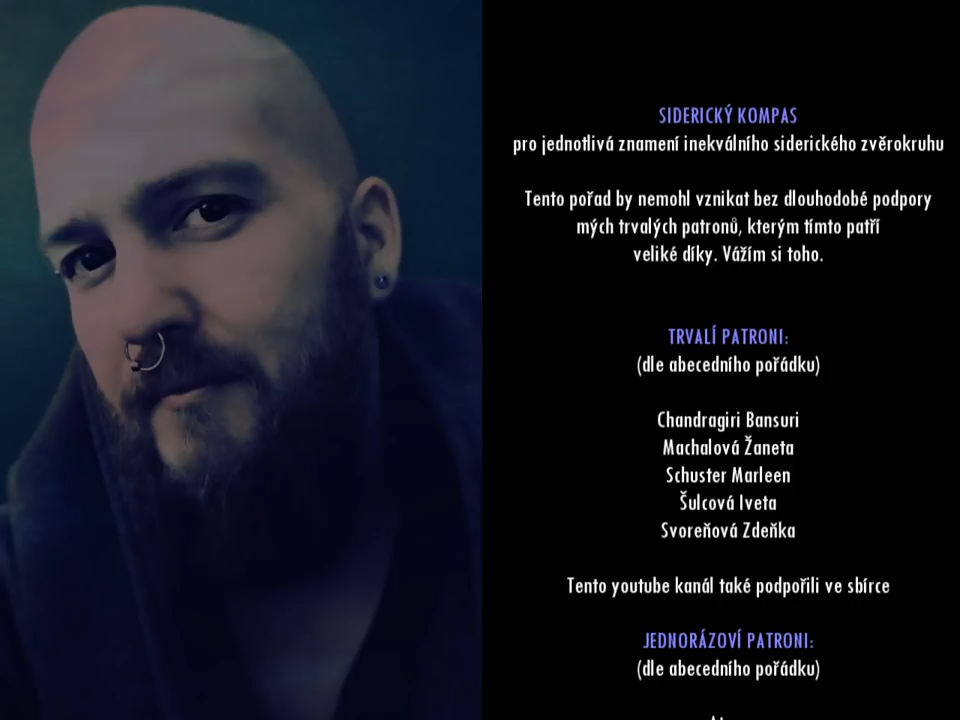 SIDERICKÝ KOMPAS
pro jednotlivá znamení inekválního siderického zvěrokruhu
Tento pořad by nemohl vznikat bez dlouhodobé podpory
mých trvalých patronů, kterým tímto patří
veliké díky. Vážím si toho.
TRVALÍ PATRONI:
(dle abecedního pořádku)
Chandragiri Bansuri
Machalová Žaneta
Schuster Marleen
Šulcová Iveta
Svoreňová Zdeňka
Tento youtube kanál také podpořili ve sbírce
JEDNORÁZOVÍ PATRONI:
(dle abecedního pořádku)